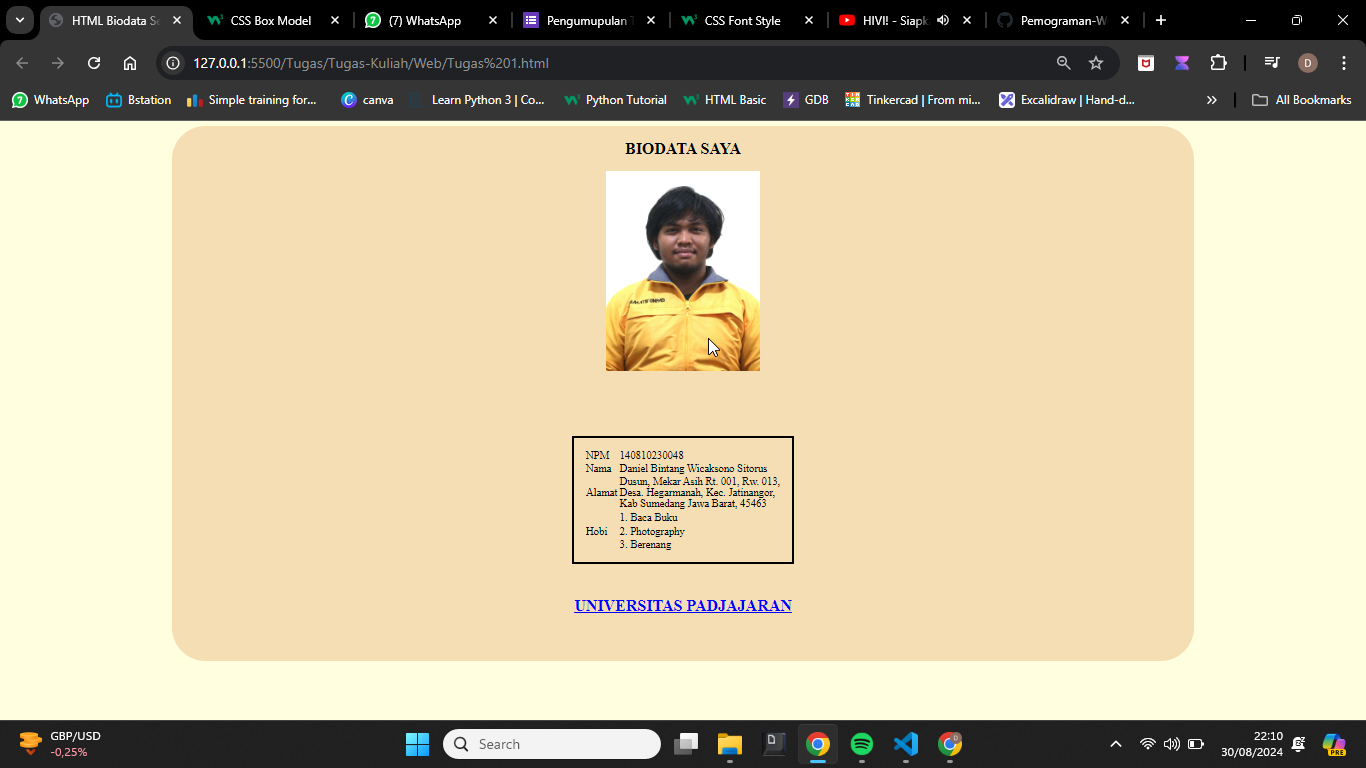 HTML Biodata Se
CSS Box Model
(7) WhatsApp
Pengumupulan T
CSS Font Style
HIVI! - Siapk
Pemograman-W
127.0.0.1:5500/Tugas/Tugas-Kuliah/Web/Tugas%201.html
D
WhatsApp
Bstation
Simple training for...
canva
Learn Python 3 | Co...
Python Tutorial
HTML Basic
GDB
Tinkercad | From mi...
Excalidraw | Hand-d...
All Bookmarks
BIODATA SAYA
NPM 140810230048
Nama Daniel Bintang Wicaksono Sitorus
Dusun, Mekar Asih Rt. 001, Rw. 013,
Alamat Desa. Hegarmanah, Kec. Jatinangor,
Kab Sumedang Jawa Barat, 45463
1. Baca Buku
Hobi 2. Photography
3. Berenang
UNIVERSITAS PADJAJARAN
GBP/USD
-0,25%
Search
22:10
30/08/2024
PRE